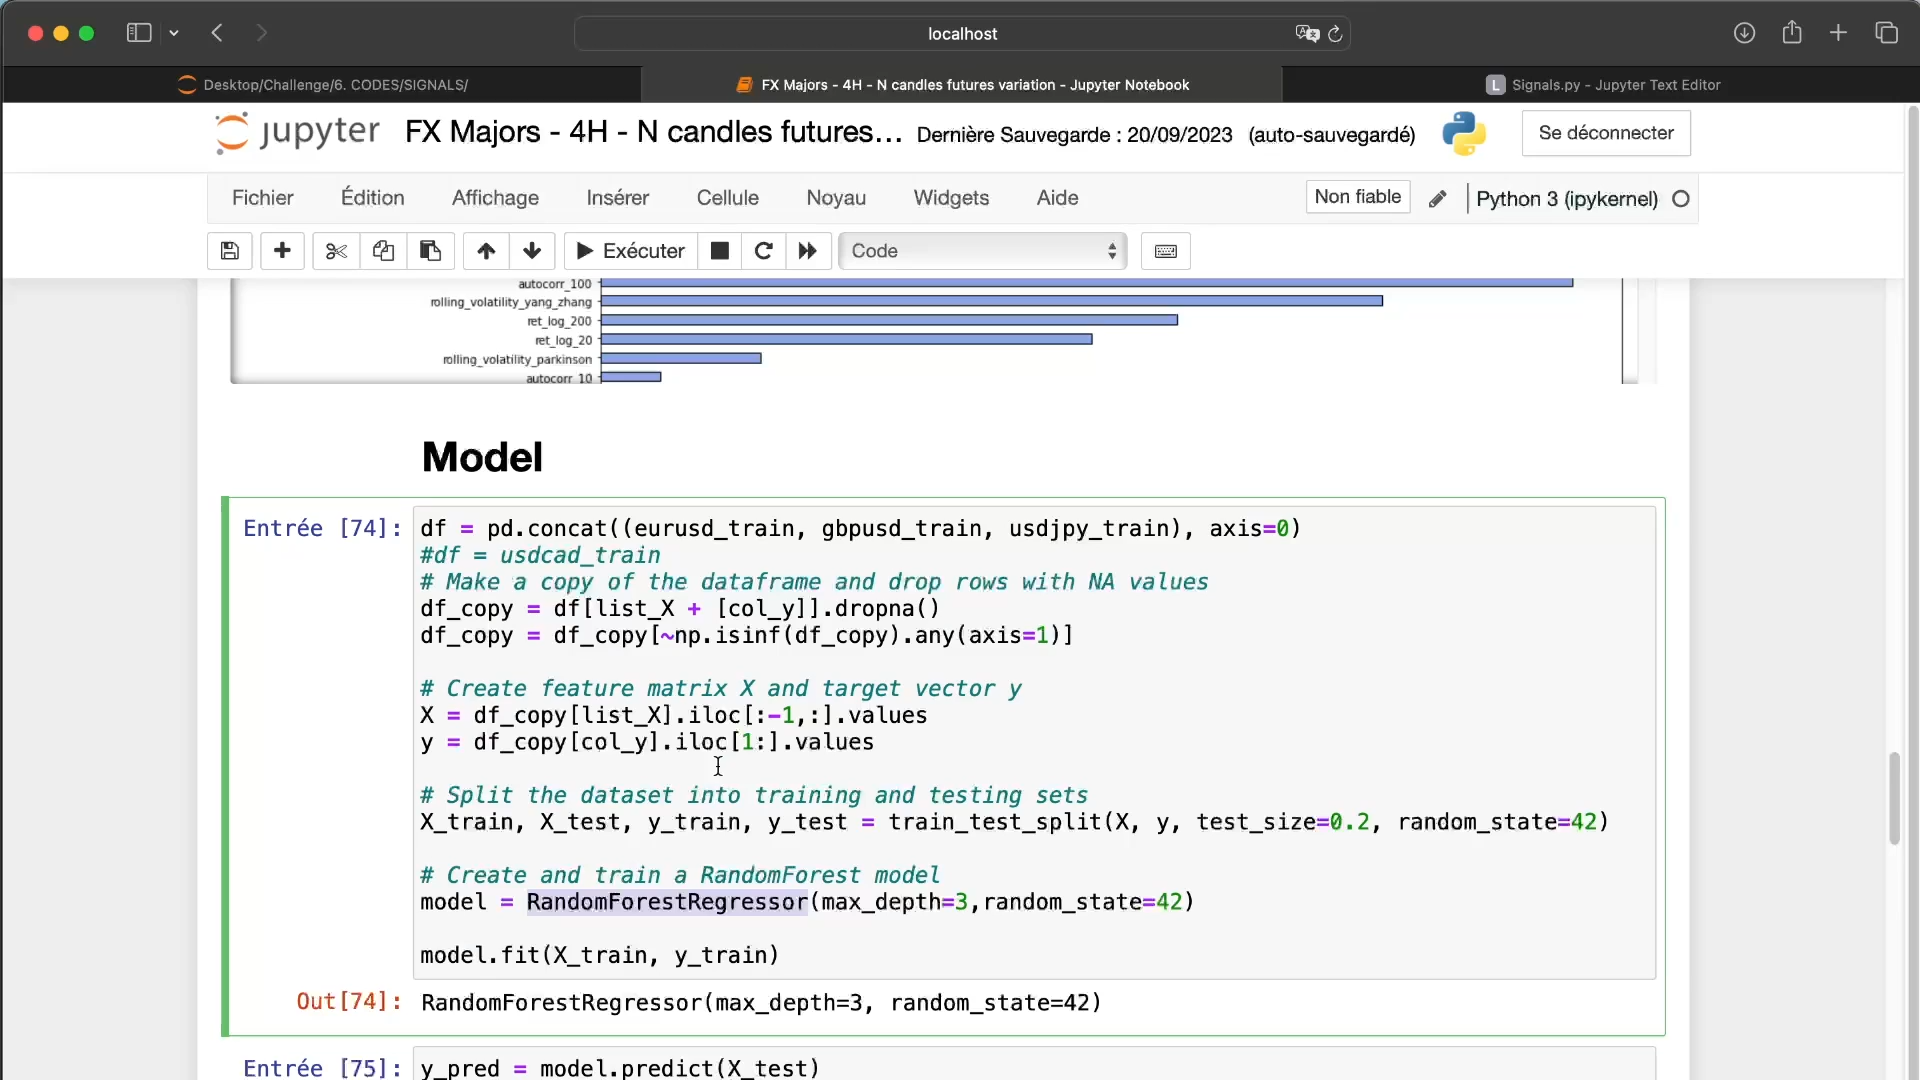 localhost
Desktop/Challenge/6. CODES/SIGNALS/
FX Majors - 4H - N candles futures variation - Jupyter Notebook
L Signals.py - Jupyter Text Editor
jupyter FX Majors - 4H - N candles futures... Dernière Sauvegarde : 20/09/2023 (auto-sauvegardé) Se déconnecter
Fichier Édition Affichage Insérer Cellule Noyau Widgets Aide Non fiable Python 3 (ipykernel)
Exécuter Code
autocorr_100
rolling_volatility_yang_zhang
ret_log_200
ret_log_20
rolling_volatility_parkinson
autocorr_10
Model
Entrée [74]: df = pd.concat((eurusd_train, gbpusd_train, usdjpy_train), axis=0)
#df = usdcad_train
# Make a copy of the dataframe and drop rows with NA values
df_copy = df[list_X + [col_y]].dropna()
df_copy = df_copy[~np.isinf(df_copy).any(axis=1)]
# Create feature matrix X and target vector y
X = df_copy[list_X].iloc[:-1,:].values
y = df_copy[col_y].iloc[1:].values
# Split the dataset into training and testing sets
X_train, X_test, y_train, y_test = train_test_split(X, y, test_size=0.2, random_state=42)
# Create and train a RandomForest model
model = RandomForestRegressor(max_depth=3,random_state=42)
model.fit(X_train, y_train)
Out[74]: RandomForestRegressor(max_depth=3, random_state=42)
Entrée [75]: y_pred = model.predict(X_test)